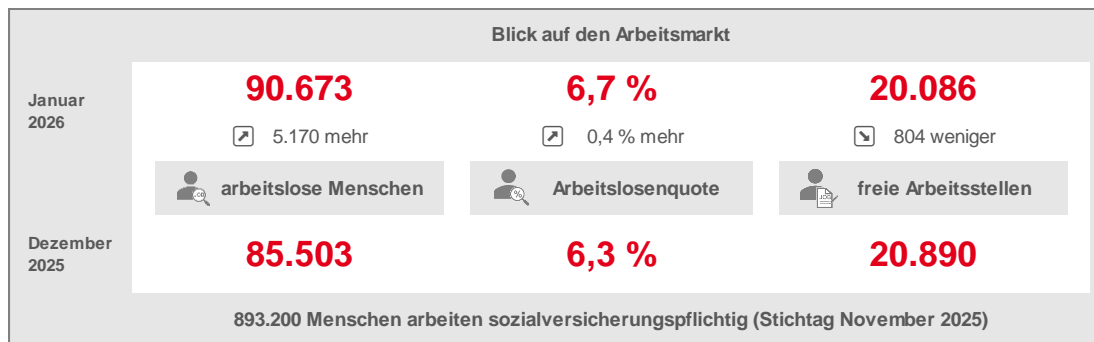 Blick auf den Arbeitsmarkt
Januar
2026
90.673
6,7 %
20.086
5.170 mehr
0,4 % mehr
804 weniger
arbeitslose Menschen
%
Arbeitslosenquote
JOB
freie Arbeitsstellen
Dezember
2025
85.503
6,3 %
20.890
893.200 Menschen arbeiten sozialversicherungspflichtig (Stichtag November 2025)